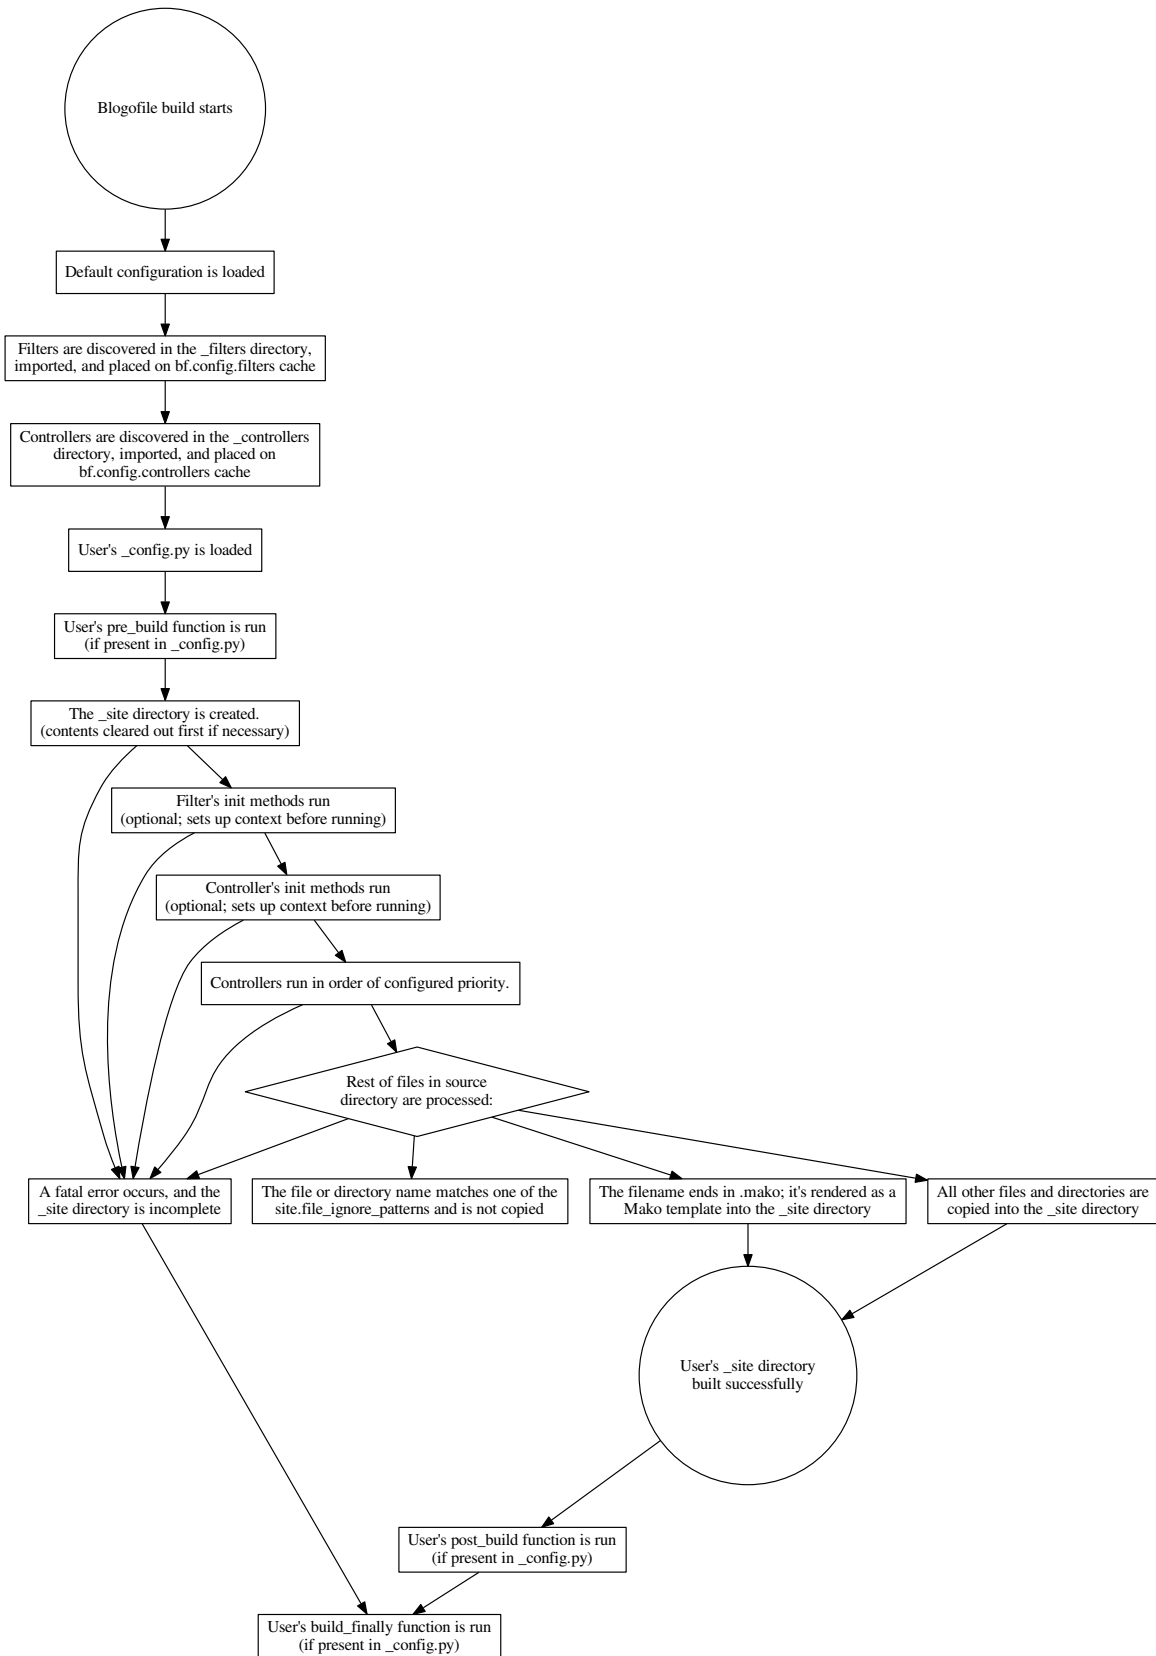 Blogofile build starts
Default configuration is loaded
Filters are discovered in the _filters directory,
imported, and placed on bf.config.filters cache
Controllers are discovered in the _controllers
directory, imported, and placed on
bf.config.controllers cache
User's _config.py is loaded
User's pre_build function is run
(if present in _config.py)
The _site directory is created.
(contents cleared out first if necessary)
Filter's init methods run
(optional; sets up context before running)
Controller's init methods run
(optional; sets up context before running)
Controllers run in order of configured priority.
Rest of files in source
directory are processed:
A fatal error occurs, and the
_site directory is incomplete
The file or directory name matches one of the
site.file_ignore_patterns and is not copied
The filename ends in .mako; it's rendered as a
Mako template into the _site directory
All other files and directories are
copied into the _site directory
User's _site directory
built successfully
User's post_build function is run
(if present in _config.py)
User's build_finally function is run
(if present in _config.py)